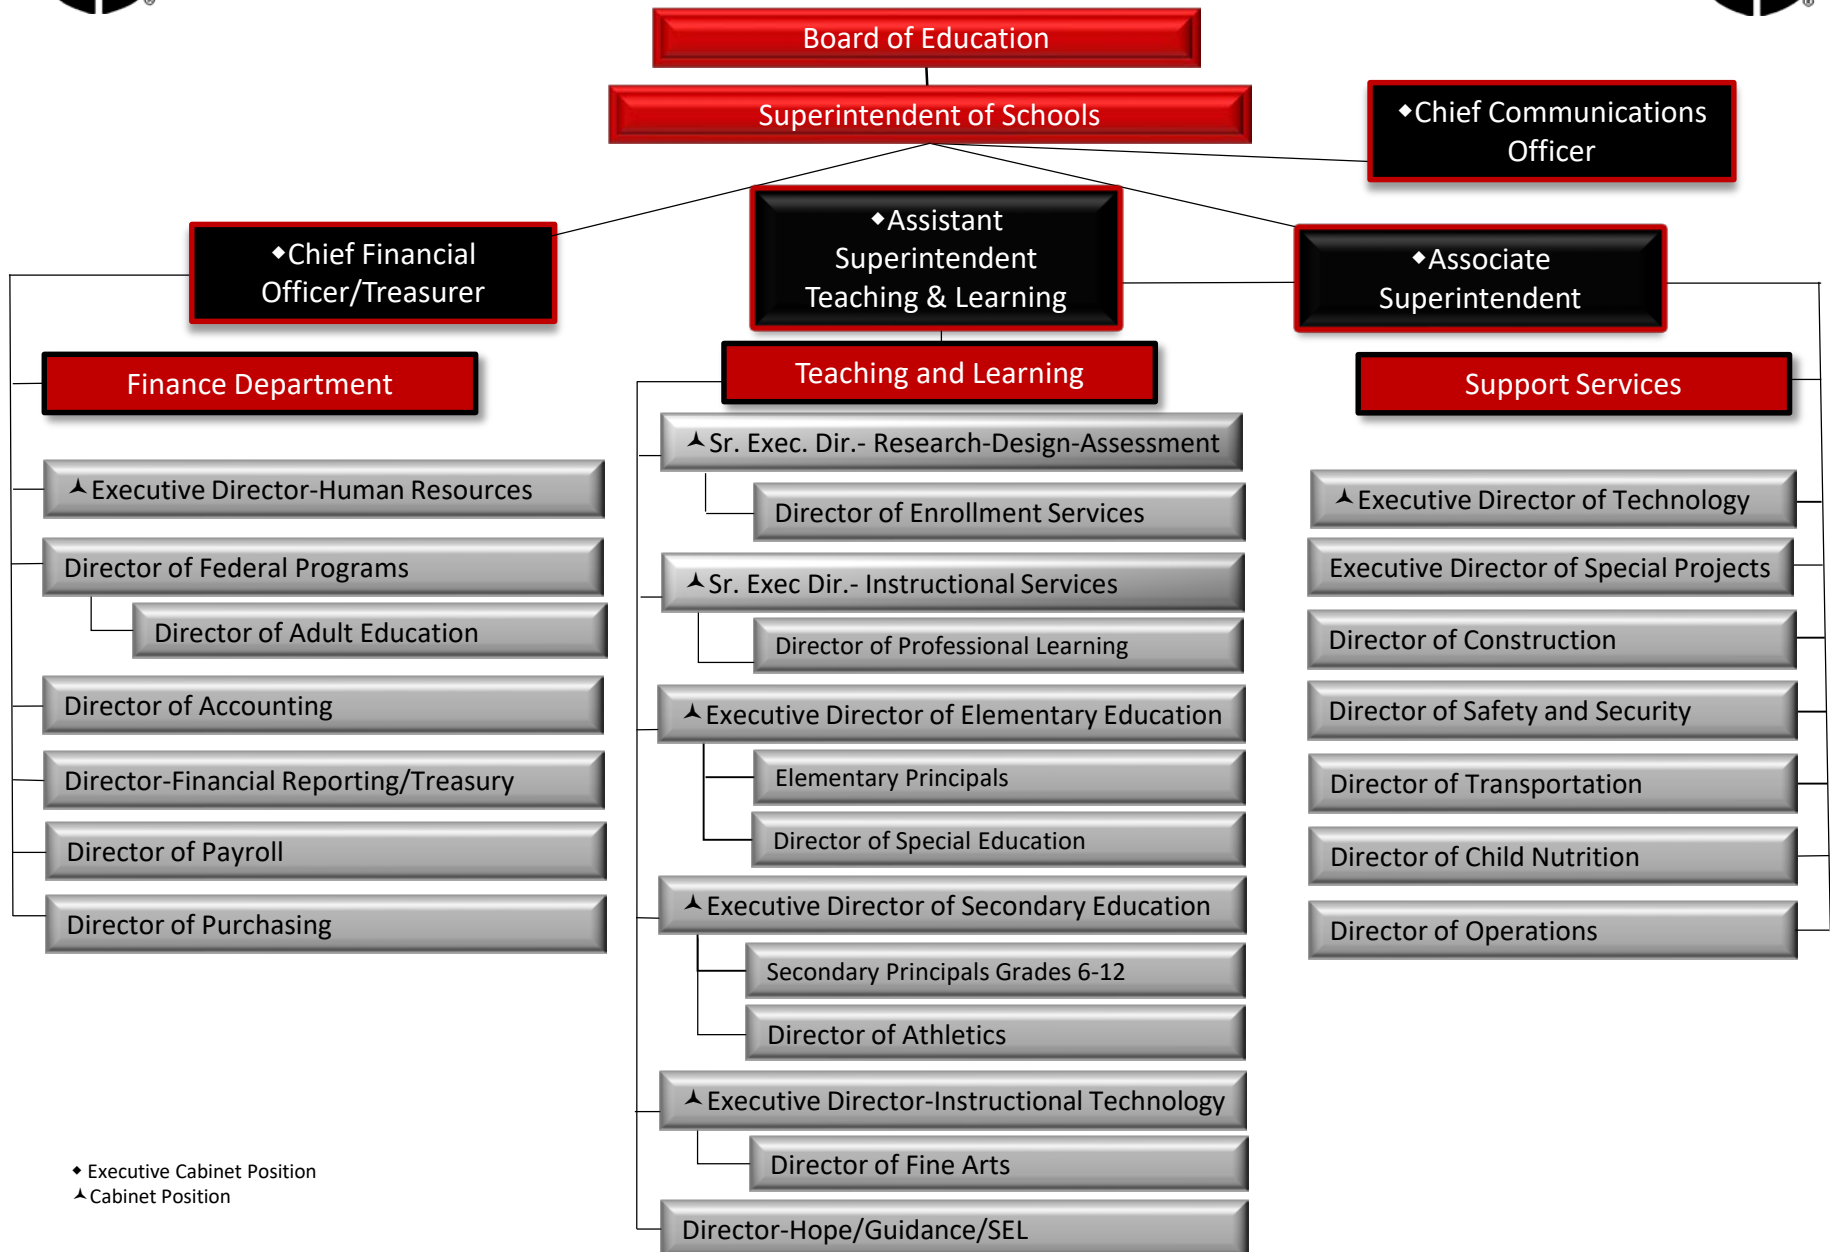 ®
®
Board of Education
Superintendent of Schools
◆Chief Communications
Officer
◆Chief Financial
Officer/Treasurer
◆Assistant
Superintendent
Teaching & Learning
◆Associate
Superintendent
Finance Department
⅄Executive Director-Human Resources
Director of Federal Programs
Director of Adult Education
Director of Accounting
Director-Financial Reporting/Treasury
Director of Payroll
Director of Purchasing
Teaching and Learning
⅄Sr. Exec. Dir.- Research-Design-Assessment
Director of Enrollment Services
⅄Sr. Exec Dir.- Instructional Services
Director of Professional Learning
⅄Executive Director of Elementary Education
Elementary Principals
Director of Special Education
⅄Executive Director of Secondary Education
Secondary Principals Grades 6-12
Director of Athletics
⅄Executive Director-Instructional Technology
Director of Fine Arts
Director-Hope/Guidance/SEL
Support Services
⅄Executive Director of Technology
Executive Director of Special Projects
Director of Construction
Director of Safety and Security
Director of Transportation
Director of Child Nutrition
Director of Operations
◆ Executive Cabinet Position
⅄Cabinet Position